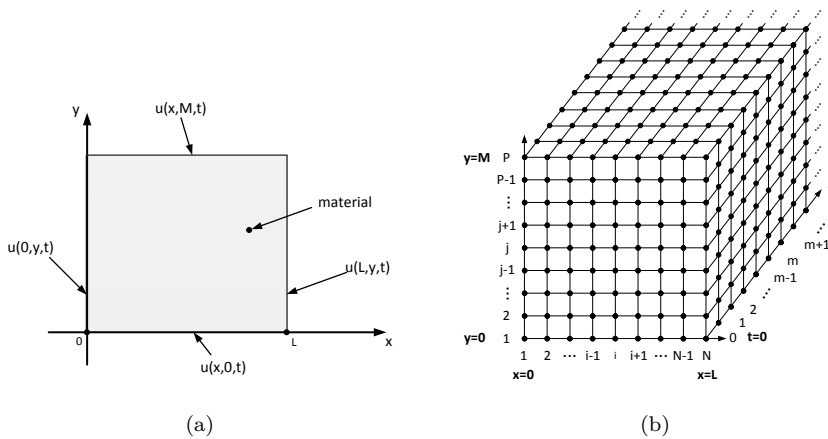 y
u(x,M,t)
material
u(0,y,t)
u(L,y,t)
0
L
x
u(x,0,t)
(a)
y=M
P
P-1
⋮
j+1
j
j-1
⋮
2
y=0
1
1 2 ⋯ i-1 i i+1 ⋯ N-1 N
x=0
x=L
0 t=0
1
2
⋯
m-1
m
m+1
⋯
(b)